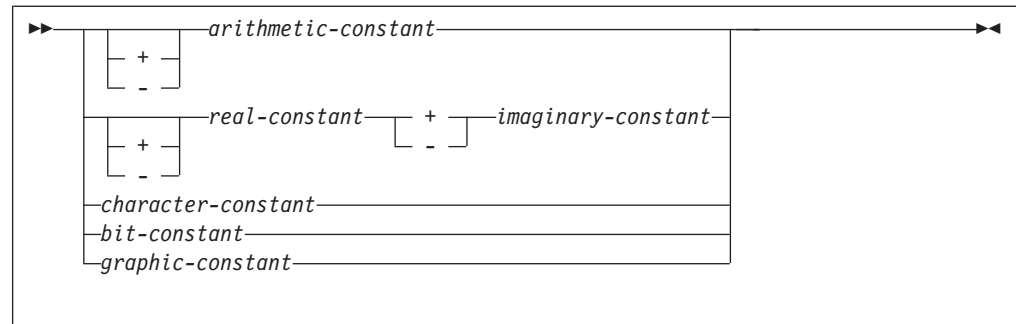 arithmetic-constant
+
-
real-constant + imaginary-constant
-
+
-
character-constant
bit-constant
graphic-constant